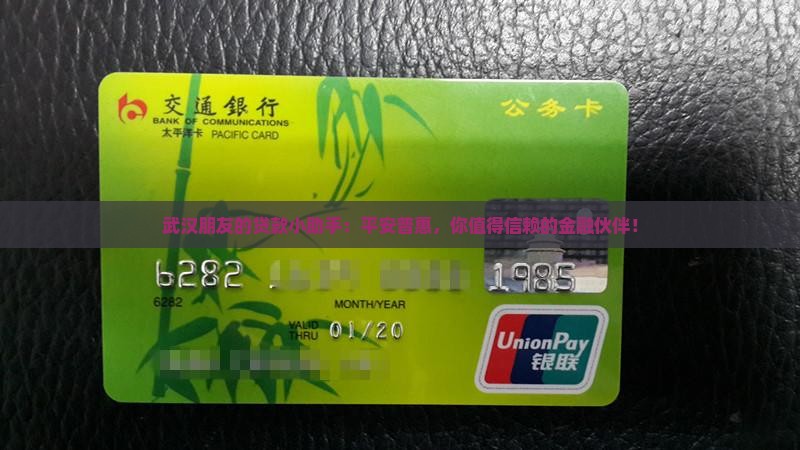 交通銀行
公务卡
BANK OF COMMUNICATIONS
太平洋卡 PACIFIC CARD
武汉朋友的贷款小助手：平安普惠，你值得信赖的金融伙伴！
6282 1985
6282
MONTH/YEAR
VALID THRU 01/20
UnionPay
银联